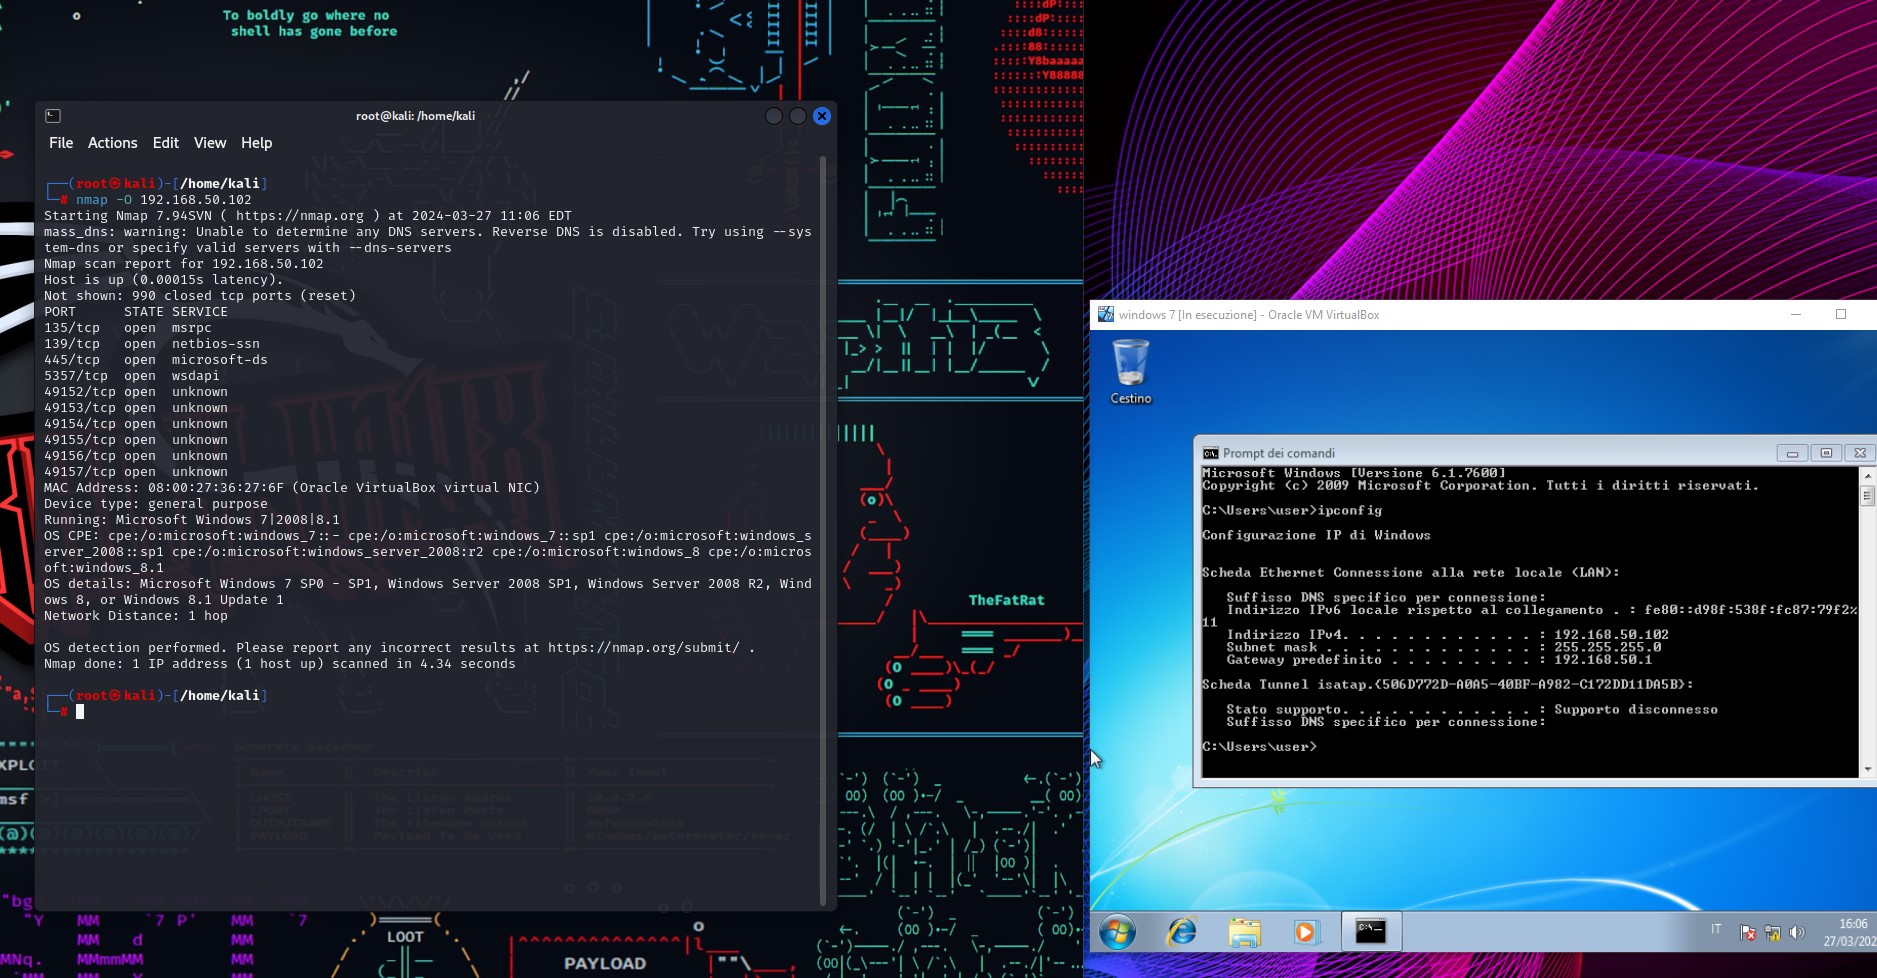 To boldly go where no
shell has gone before
root@kali: /home/kali
File Actions Edit View Help
┌──(root㉿kali)-[/home/kali]
└─# nmap -O 192.168.50.102
Starting Nmap 7.94SVN ( https://nmap.org ) at 2024-03-27 11:06 EDT
mass_dns: warning: Unable to determine any DNS servers. Reverse DNS is disabled. Try using --sys
tem-dns or specify valid servers with --dns-servers
Nmap scan report for 192.168.50.102
Host is up (0.00015s latency).
Not shown: 990 closed tcp ports (reset)
PORT STATE SERVICE
135/tcp open msrpc
139/tcp open netbios-ssn
445/tcp open microsoft-ds
5357/tcp open wsdapi
49152/tcp open unknown
49153/tcp open unknown
49154/tcp open unknown
49155/tcp open unknown
49156/tcp open unknown
49157/tcp open unknown
MAC Address: 08:00:27:36:27:6F (Oracle VirtualBox virtual NIC)
Device type: general purpose
Running: Microsoft Windows 7|2008|8.1
OS CPE: cpe:/o:microsoft:windows_7::- cpe:/o:microsoft:windows_7::sp1 cpe:/o:microsoft:windows_s
erver_2008::sp1 cpe:/o:microsoft:windows_server_2008:r2 cpe:/o:microsoft:windows_8 cpe:/o:micros
oft:windows_8.1
OS details: Microsoft Windows 7 SP0 - SP1, Windows Server 2008 SP1, Windows Server 2008 R2, Wind
ows 8, or Windows 8.1 Update 1
Network Distance: 1 hop
OS detection performed. Please report any incorrect results at https://nmap.org/submit/ .
Nmap done: 1 IP address (1 host up) scanned in 4.34 seconds
┌──(root㉿kali)-[/home/kali]
└─#
TheFatRat
LOOT
PAYLOAD
windows 7 [In esecuzione] - Oracle VM VirtualBox
Cestino
Prompt dei comandi
Microsoft Windows [Versione 6.1.7600]
Copyright (c) 2009 Microsoft Corporation. Tutti i diritti riservati.
C:\Users\user>ipconfig
Configurazione IP di Windows
Scheda Ethernet Connessione alla rete locale (LAN):
Suffisso DNS specifico per connessione:
Indirizzo IPv6 locale rispetto al collegamento . : fe80::d98f:538f:fc87:79f2%
11
Indirizzo IPv4. . . . . . . . . . . . : 192.168.50.102
Subnet mask . . . . . . . . . . . . . : 255.255.255.0
Gateway predefinito . . . . . . . . . : 192.168.50.1
Scheda Tunnel isatap.{506D772D-A0A5-40BF-A982-C172DD11DA5B}:
Stato supporto. . . . . . . . . . . . : Supporto disconnesso
Suffisso DNS specifico per connessione:
C:\Users\user>
IT
16:06
27/03/202